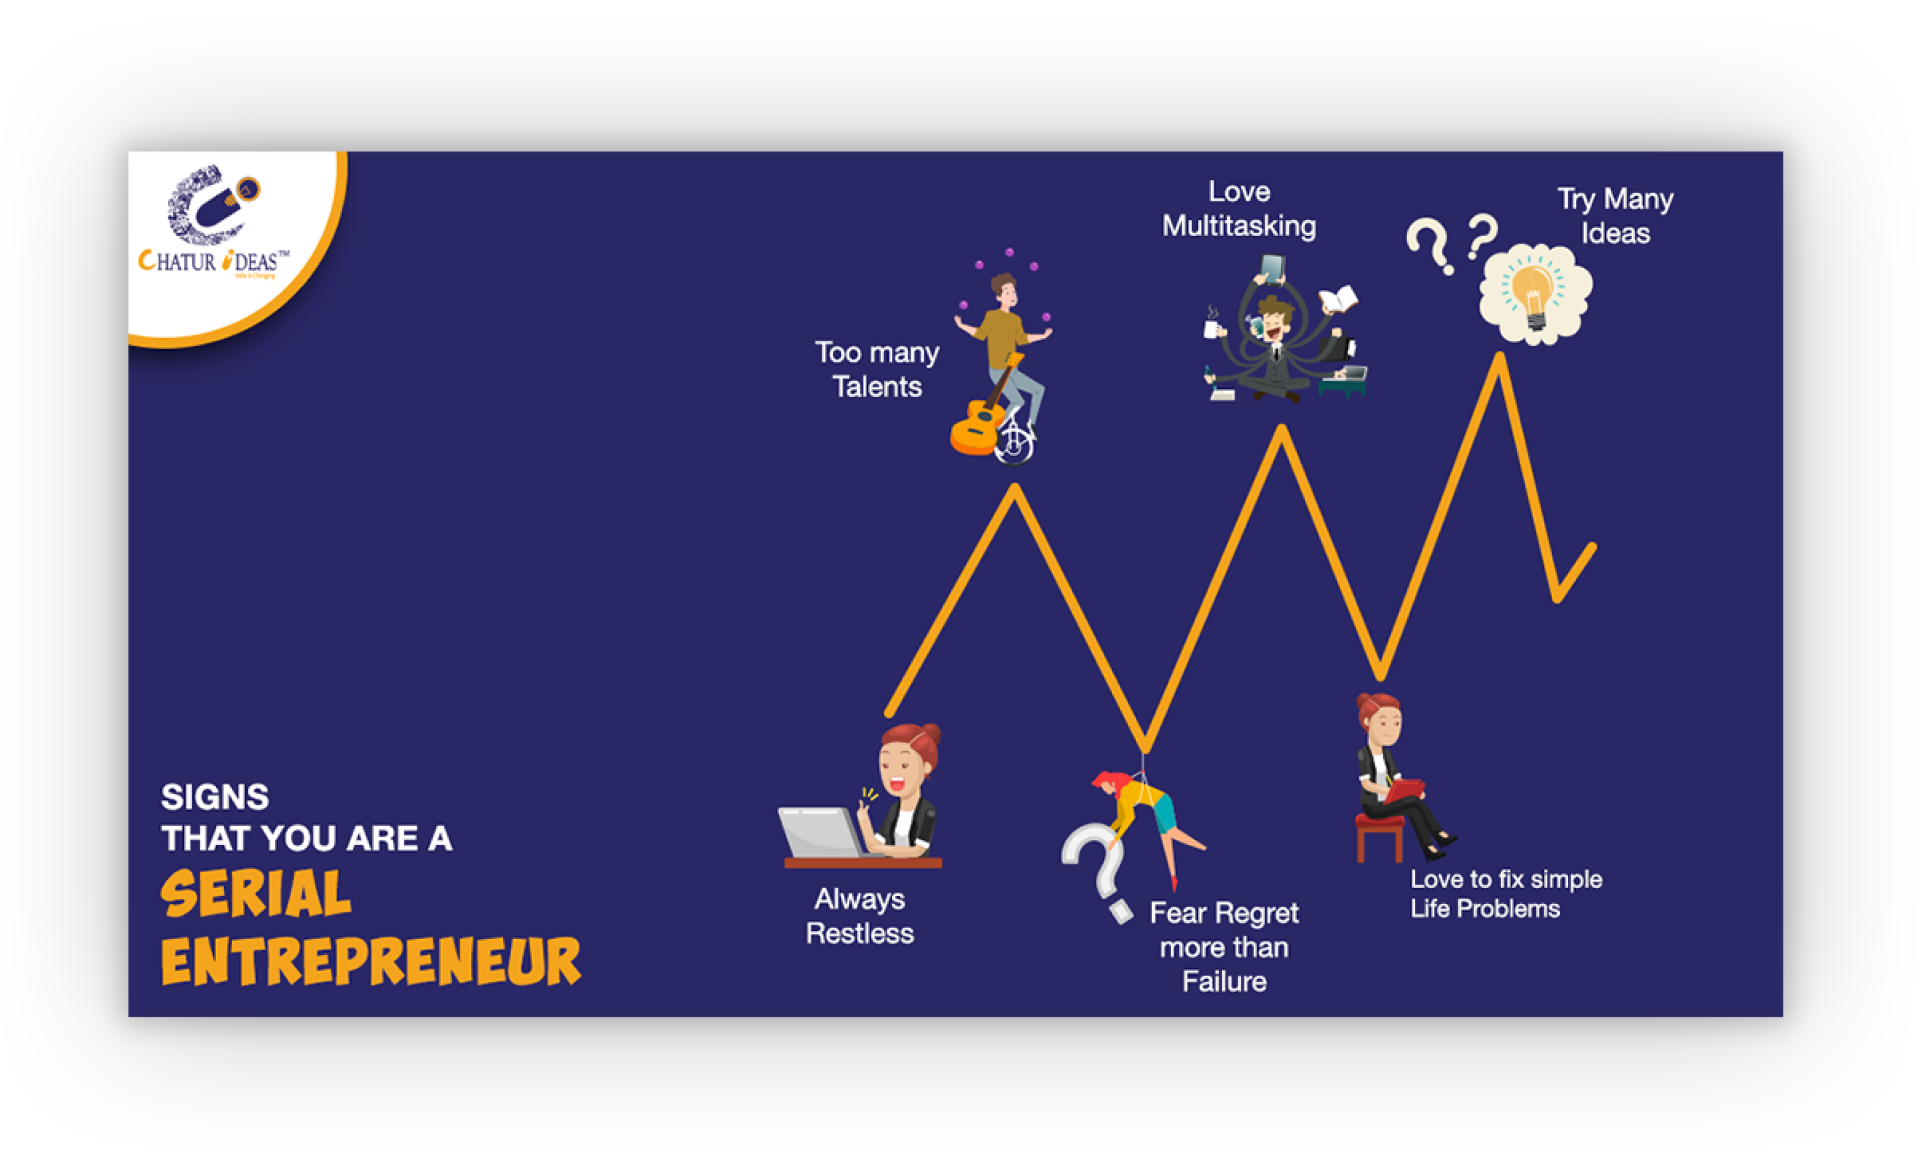 CHATUR iDEAS™
SIGNS
THAT YOU ARE A
SERIAL
ENTREPRENEUR
Always
Restless
Too many
Talents
Fear Regret
more than
Failure
Love
Multitasking
Love to fix simple
Life Problems
Try Many
Ideas